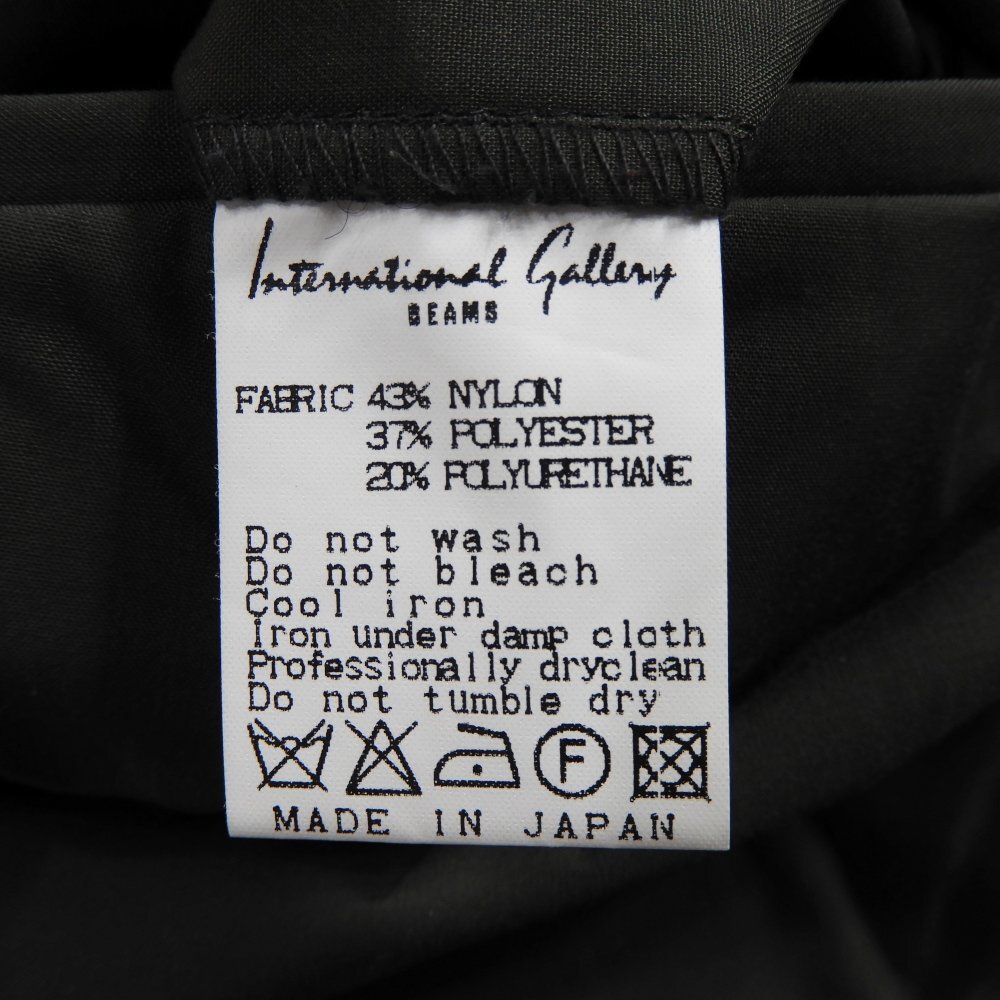 International Gallery
BEAMS
FABRIC 43% NYLON
37% POLYESTER
20% POLYURETHANE
Do not wash
Do not bleach
Cool iron
Iron under damp cloth
Professionally dryclean
Do not tumble dry
F
MADE IN JAPAN